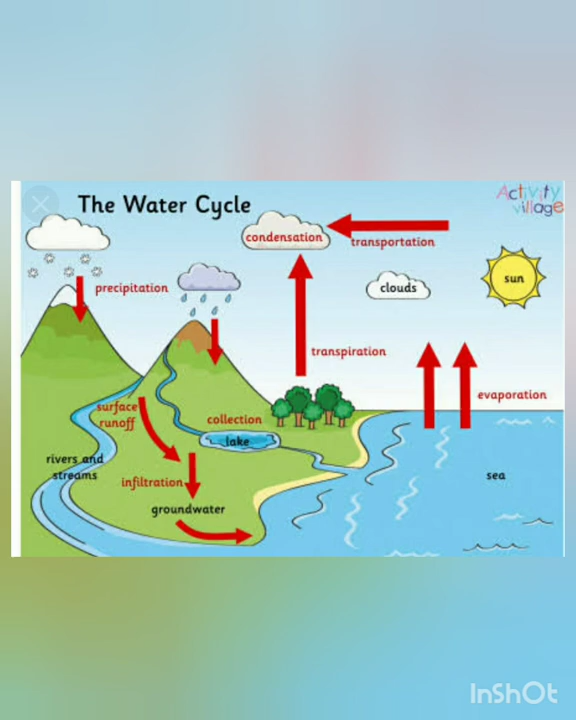 The Water Cycle
Activity
village
condensation
transportation
precipitation
clouds
sun
transpiration
evaporation
surface
runoff
collection
lake
rivers and
streams
infiltration
groundwater
sea
InShOt